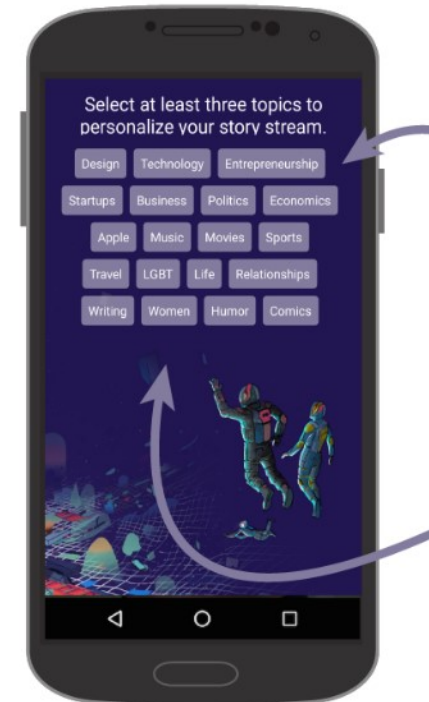 Select at least three topics to
personalize your story stream.
Design Technology Entrepreneurship
Startups Business Politics Economics
Apple Music Movies Sports
Travel LGBT Life Relationships
Writing Women Humor Comics